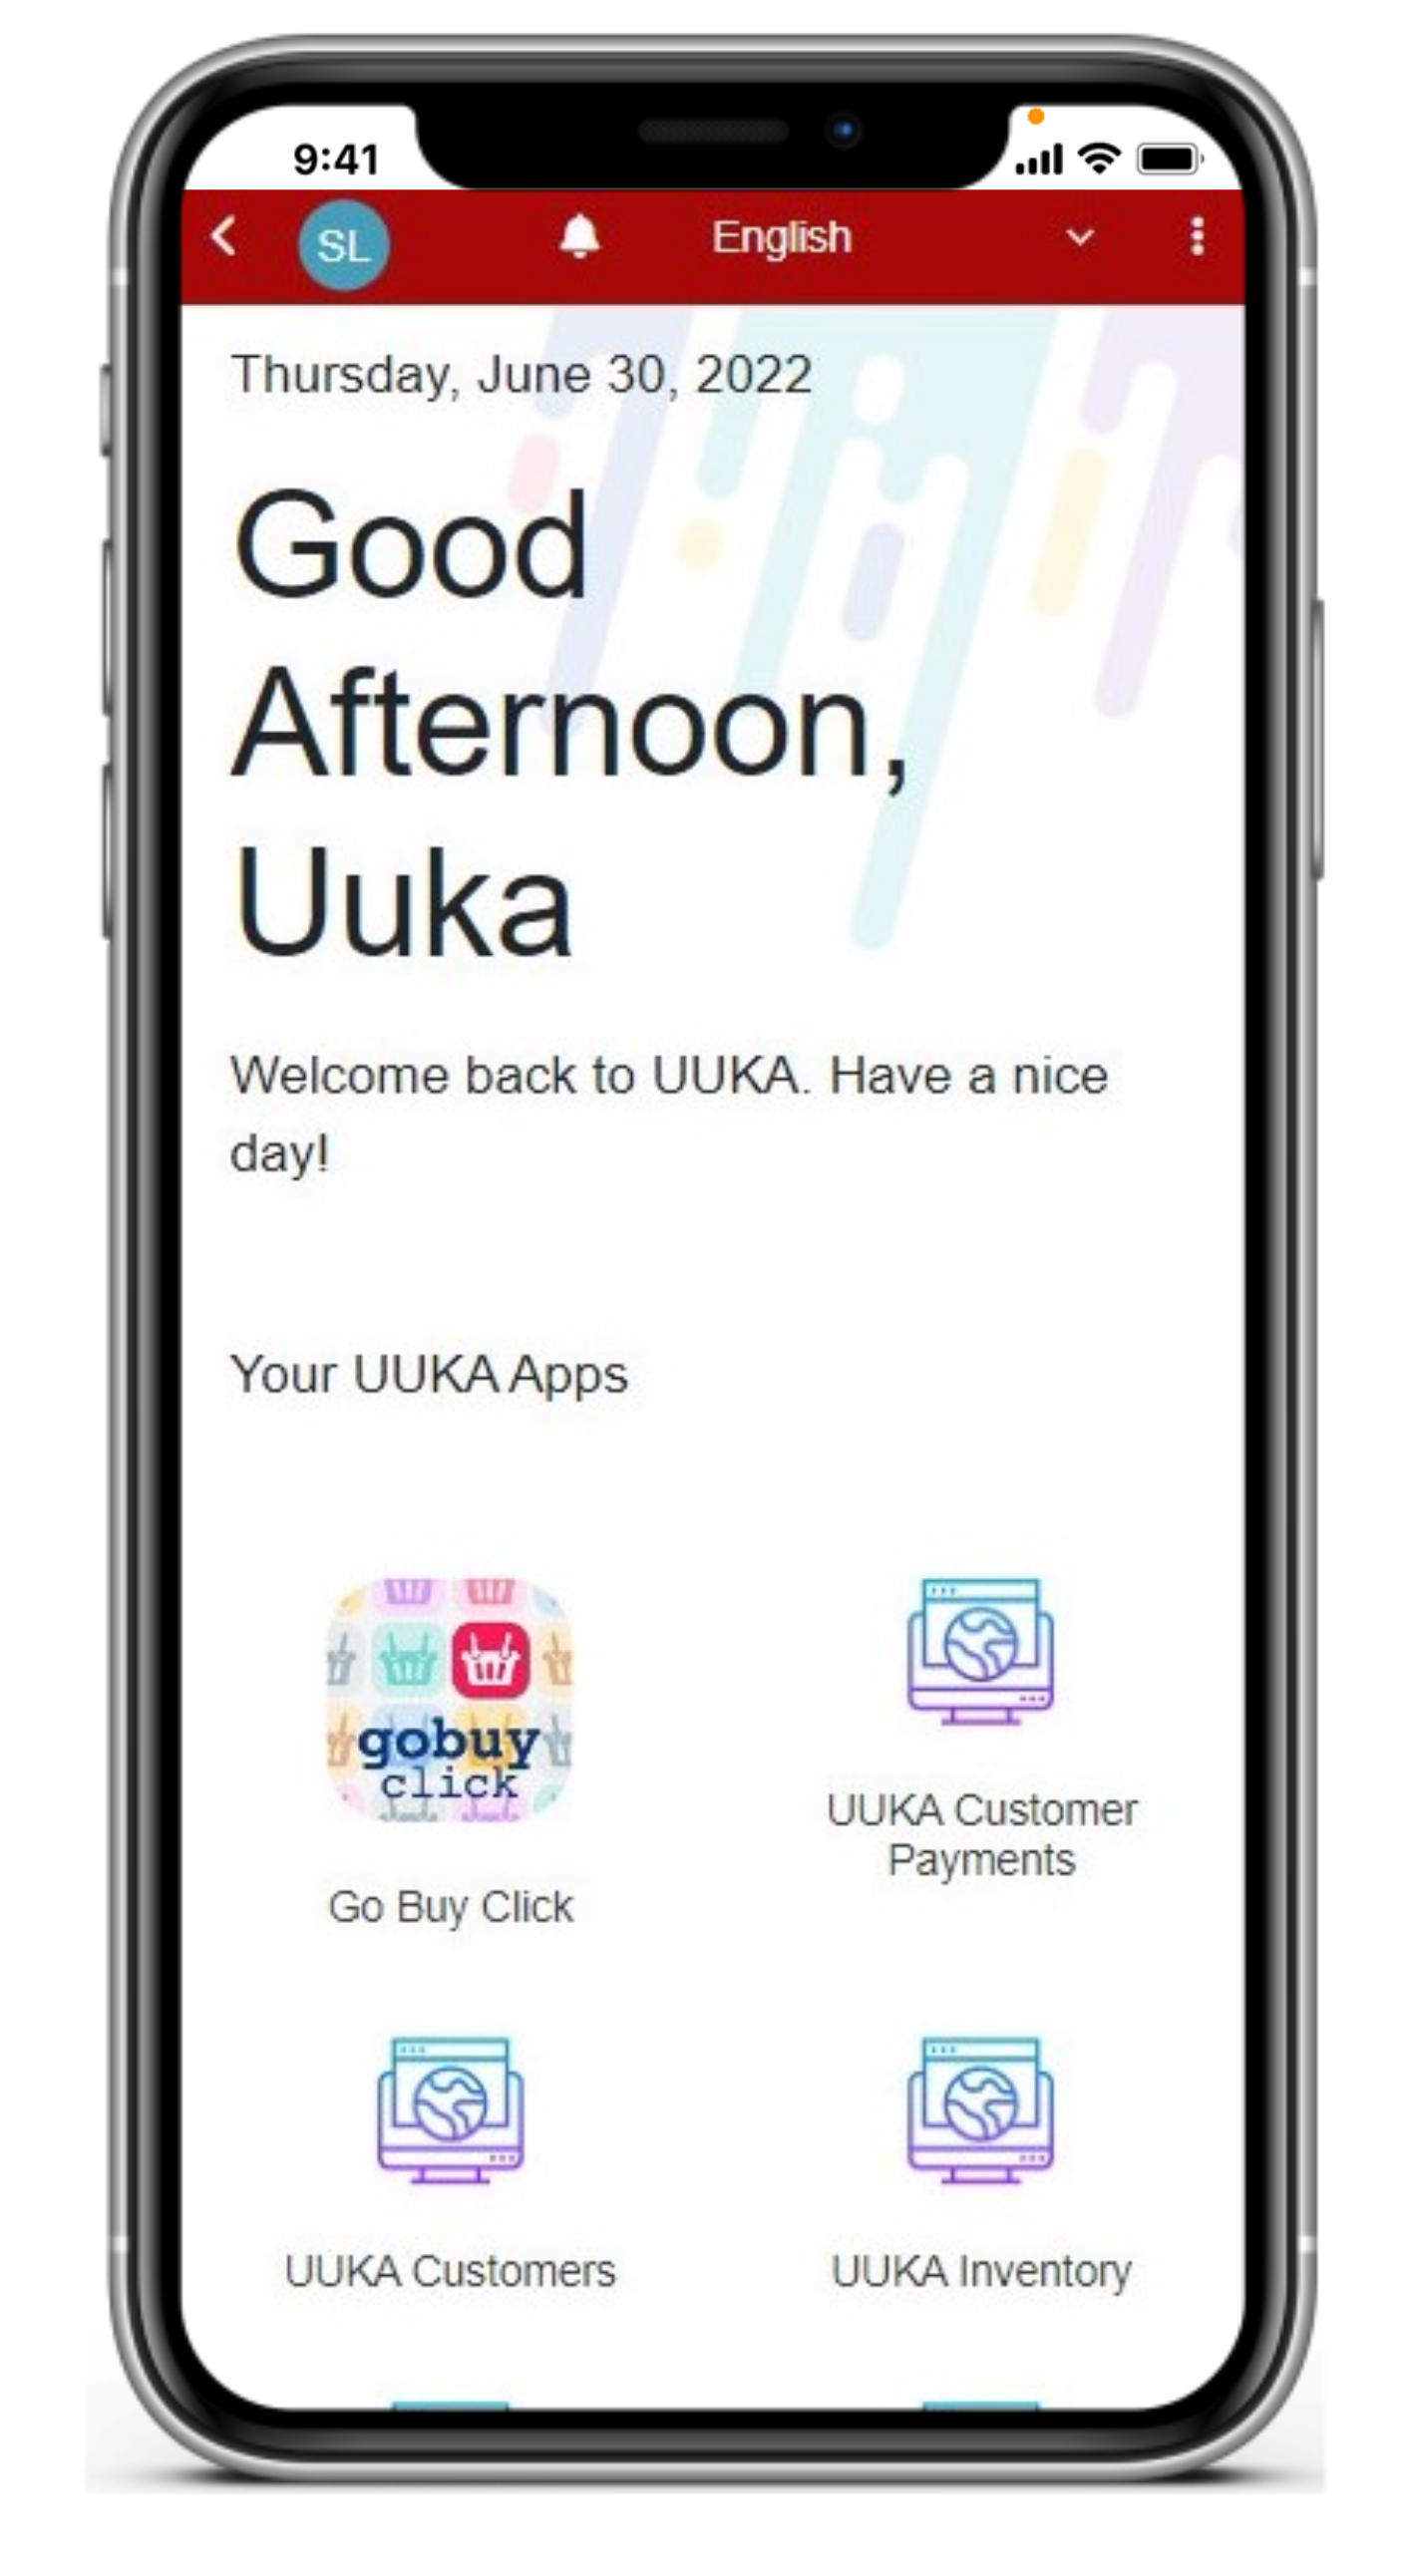 9:41
SL English
Thursday, June 30, 2022
Good
Afternoon,
Uuka
Welcome back to UUKA. Have a nice
day!
Your UUKA Apps
gobuy
click
Go Buy Click
UUKA Customer
Payments
UUKA Customers
UUKA Inventory